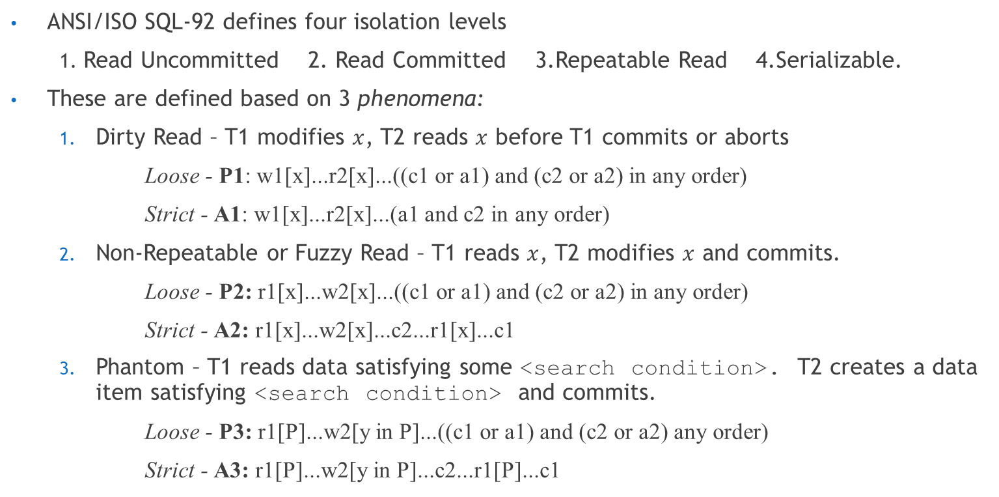 • ANSI/ISO SQL-92 defines four isolation levels
1. Read Uncommitted 2. Read Committed 3.Repeatable Read 4.Serializable.
• These are defined based on 3 phenomena:
1. Dirty Read – T1 modifies x, T2 reads x before T1 commits or aborts
Loose - P1: w1[x]...r2[x]...((c1 or a1) and (c2 or a2) in any order)
Strict - A1: w1[x]...r2[x]...(a1 and c2 in any order)
2. Non-Repeatable or Fuzzy Read – T1 reads x, T2 modifies x and commits.
Loose - P2: r1[x]...w2[x]...((c1 or a1) and (c2 or a2) in any order)
Strict - A2: r1[x]...w2[x]...c2...r1[x]...c1
3. Phantom – T1 reads data satisfying some <search condition>. T2 creates a data
item satisfying <search condition> and commits.
Loose - P3: r1[P]...w2[y in P]...((c1 or a1) and (c2 or a2) any order)
Strict - A3: r1[P]...w2[y in P]...c2...r1[P]...c1